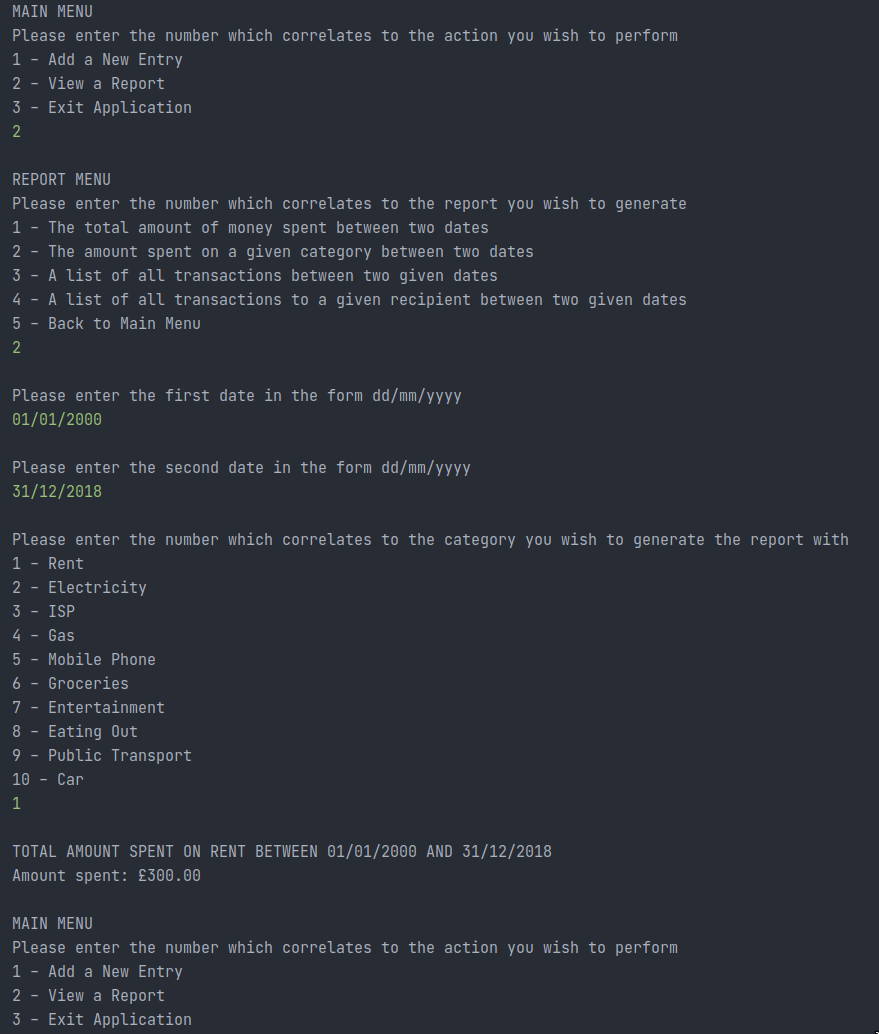 MAIN MENU
Please enter the number which correlates to the action you wish to perform
1 - Add a New Entry
2 - View a Report
3 - Exit Application
2
REPORT MENU
Please enter the number which correlates to the report you wish to generate
1 - The total amount of money spent between two dates
2 - The amount spent on a given category between two dates
3 - A list of all transactions between two given dates
4 - A list of all transactions to a given recipient between two given dates
5 - Back to Main Menu
2
Please enter the first date in the form dd/mm/yyyy
01/01/2000
Please enter the second date in the form dd/mm/yyyy
31/12/2018
Please enter the number which correlates to the category you wish to generate the report with
1 - Rent
2 - Electricity
3 - ISP
4 - Gas
5 - Mobile Phone
6 - Groceries
7 - Entertainment
8 - Eating Out
9 - Public Transport
10 - Car
1
TOTAL AMOUNT SPENT ON RENT BETWEEN 01/01/2000 AND 31/12/2018
Amount spent: £300.00
MAIN MENU
Please enter the number which correlates to the action you wish to perform
1 - Add a New Entry
2 - View a Report
3 - Exit Application